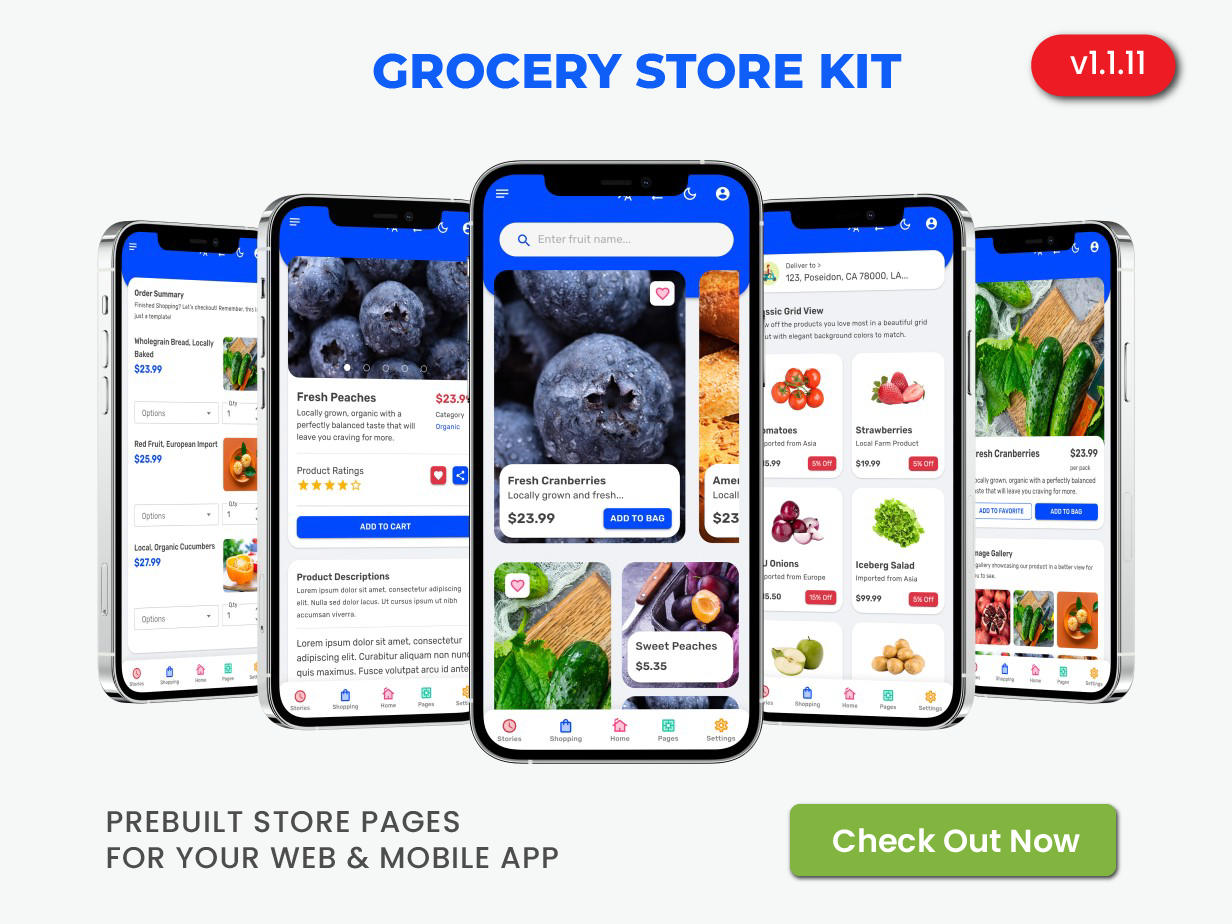 GROCERY STORE KIT
v1.1.11
Order Summary
Finished Shopping? Let's checkout! Remember, this is
just a template!
Wholegrain Bread, Locally
Baked
$23.99
Qty
Options
1
Red Fruit, European Import
$25.99
Qty
Options
1
Local, Organic Cucumbers
$27.99
Qty
Options
1
Stories
Shopping
Home
Pages
Fresh Peaches
$23.99
Locally grown, organic with a
perfectly balanced taste that will
leave you craving for more.
Category
Organic
Product Ratings
ADD TO CART
Product Descriptions
Lorem ipsum dolor sit amet, consectetur adipiscing
elit. Nulla sed dolor lacus. Ut cursus ipsum ut nibh
accumsan viverra.
Lorem ipsum dolor sit amet, consectetur
adipiscing elit. Curabitur aliquam non nunc
quis maximus. Fusce volutpat arcu id ante
Stories
Shopping
Home
Pages
Enter fruit name...
Fresh Cranberries
Locally grown and fresh...
$23.99
ADD TO BAG
Amer
Locall
$23
Sweet Peaches
$5.35
Stories
Shopping
Home
Pages
Settings
Deliver to >
123, Poseidon, CA 78000, LA...
ssic Grid View
w off the products you love most in a beautiful grid
ut with elegant background colors to match.
omatoes
ported from Asia
5.99
5% Off
Strawberries
Local Farm Product
$19.99
5% Off
Onions
ported from Europe
5.50
15% Off
Iceberg Salad
Imported from Asia
$99.99
5% Off
Shopping
Home
Pages
Settings
resh Cranberries
$23.99
per pack
ocally grown, organic with a perfectly balanced
aste that will leave you craving for more.
ADD TO FAVORITE
ADD TO BAG
mage Gallery
gallery showcasing our product in a better view for
ou to see.
Shopping
Home
Pages
Settings
PREBUILT STORE PAGES
FOR YOUR WEB & MOBILE APP
Check Out Now